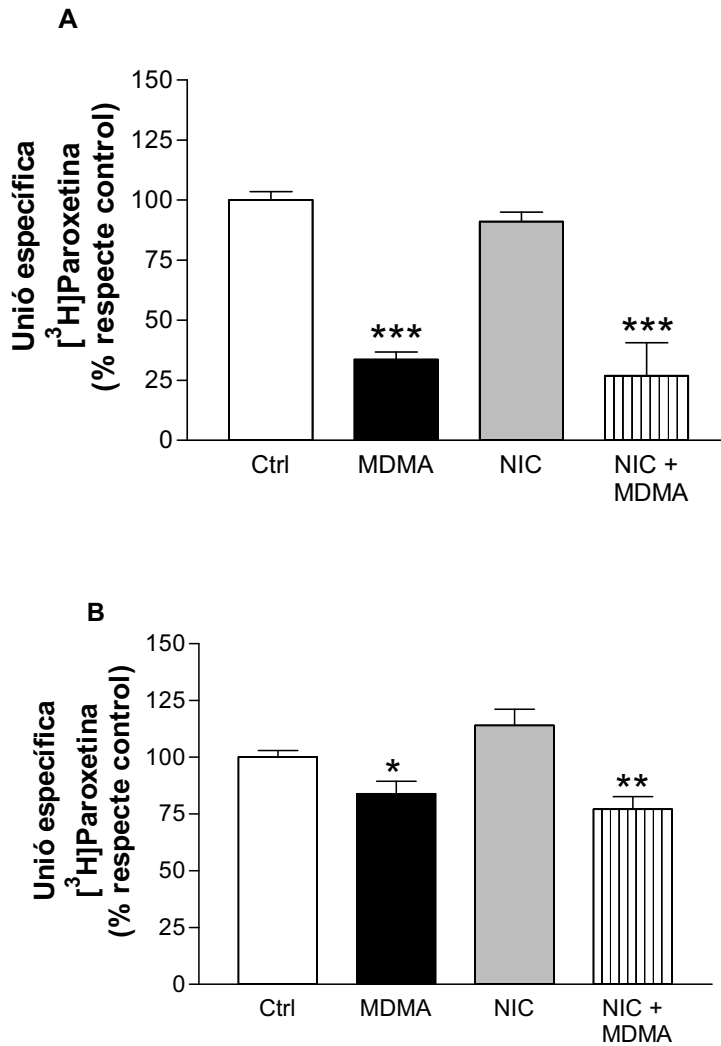 A
Unió específica
[³H]Paroxetina
(% respecte control)
150
125
100
75
50
25
0
***
***
Ctrl
MDMA
NIC
NIC +
MDMA
B
Unió específica
[³H]Paroxetina
(% respecte control)
150
125
100
75
50
25
0
*
**
Ctrl
MDMA
NIC
NIC +
MDMA